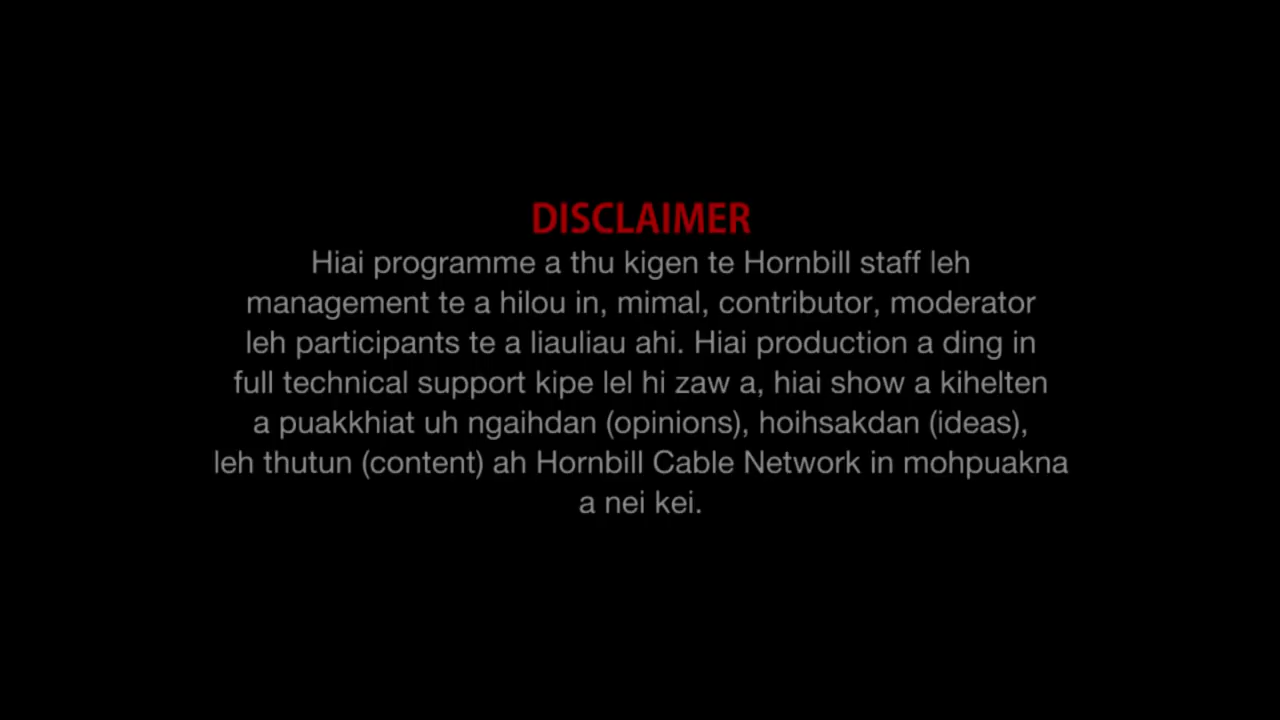 DISCLAIMER
Hiai programme a thu kigen te Hornbill staff leh
management te a hilou in, mimal, contributor, moderator
leh participants te a liauliau ahi. Hiai production a ding in
full technical support kipe lel hi zaw a, hiai show a kihelten
a puakkhiat uh ngaihdan (opinions), hoihsakdan (ideas),
leh thutun (content) ah Hornbill Cable Network in mohpuakna
a nei kei.